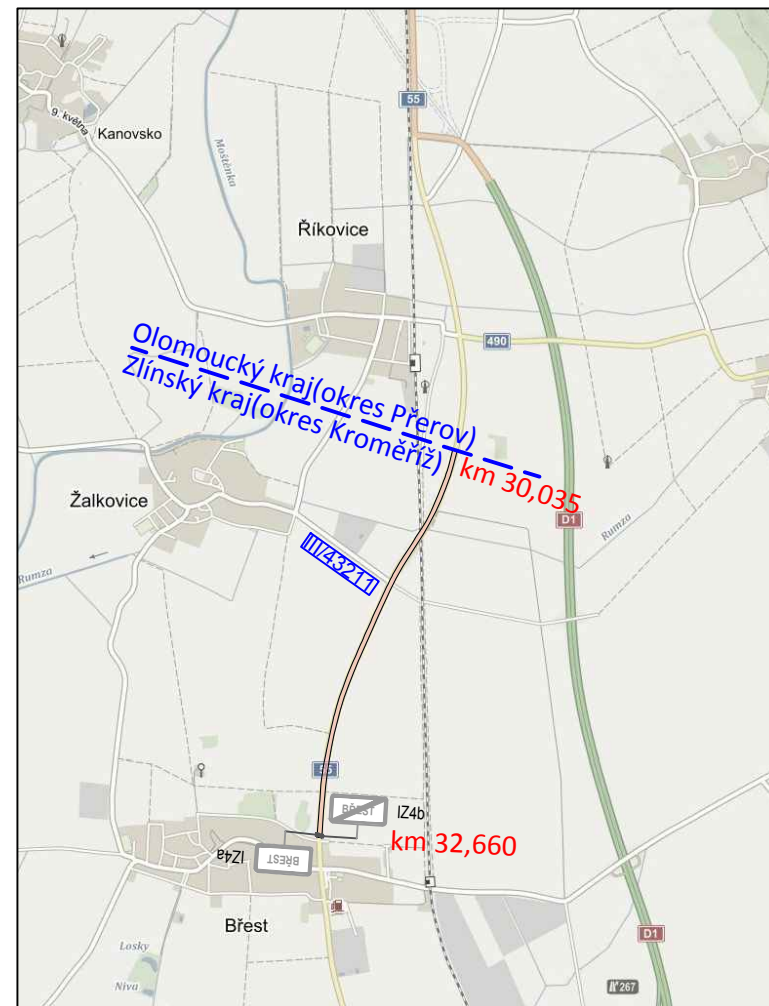 55
9. května
Kanovsko
Moštěnka
Říkovice
490
Olomoucký kraj(okres Přerov)
Zlínský kraj(okres Kroměříž)
km 30,035
Žalkovice
D1
Rumza
III/43211
Rumza
55
BŘEST
IZ4b
km 32,660
IZ4a
BŘEST
Břest
D1
Losky
Niva
267